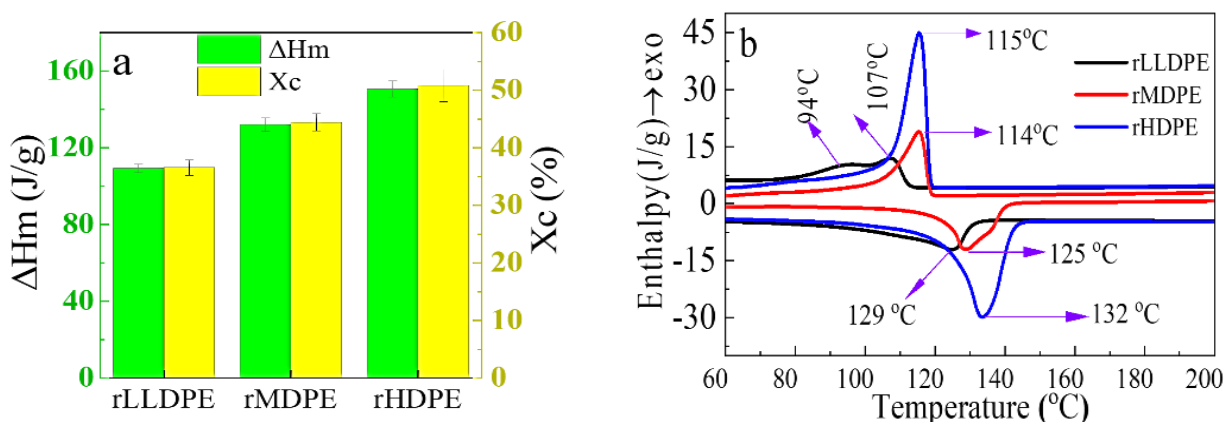 a
ΔHm
Xc
ΔHm (J/g)
160
120
80
40
0
Xc (%)
60
50
40
30
20
10
0
rLLDPE rMDPE rHDPE
b
Enthalpy (J/g)→exo
45
30
15
0
-15
-30
94°C
107°C
115°C
114°C
rLLDPE
rMDPE
rHDPE
125 °C
129 °C
132 °C
60 80 100 120 140 160 180 200
Temperature (°C)